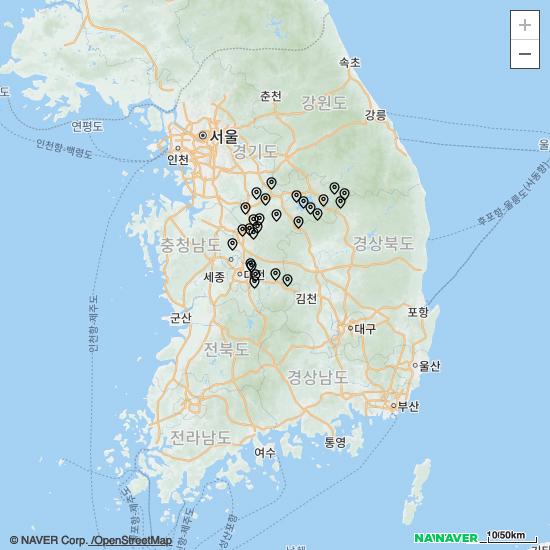 +
−
속초
춘천
강원도
강릉
도
연평도
서울
울
인천항-백령도
인천
경기도
후포항-울릉도(사동항)
충청남도
경상북도
세종
대전
김천
인천항-제주도
군산
포항
대구
전북도
울산
경상남도
부산
전라남도
여수
통영
© NAVER Corp. /OpenStreetMap
NAVER
10/50km